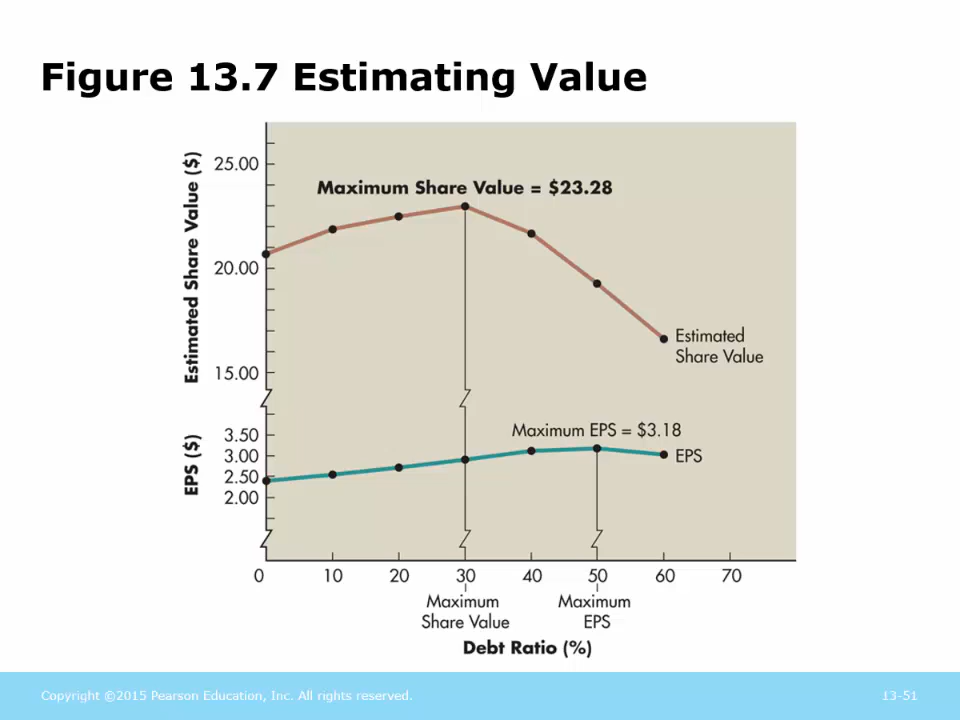 Figure 13.7 Estimating Value
Estimated Share Value ($)
25.00
20.00
15.00
Maximum Share Value = $23.28
Estimated
Share Value
EPS ($)
3.50
3.00
2.50
2.00
Maximum EPS = $3.18
EPS
0 10 20 30 40 50 60 70
Maximum
Share Value
Maximum
EPS
Debt Ratio (%)
Copyright ©2015 Pearson Education, Inc. All rights reserved.
13-51